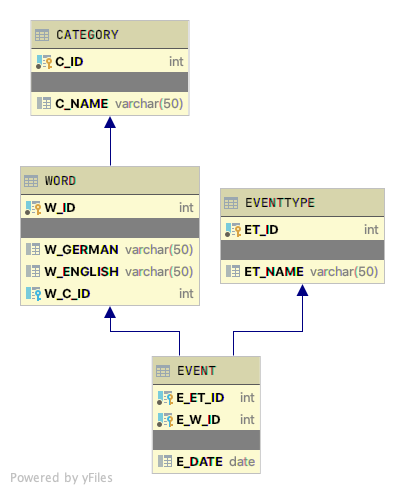 CATEGORY
C_ID int
C_NAME varchar(50)
WORD
W_ID int
W_GERMAN varchar(50)
W_ENGLISH varchar(50)
W_C_ID int
EVENTTYPE
ET_ID int
ET_NAME varchar(50)
EVENT
E_ET_ID int
E_W_ID int
E_DATE date
Powered by yFiles